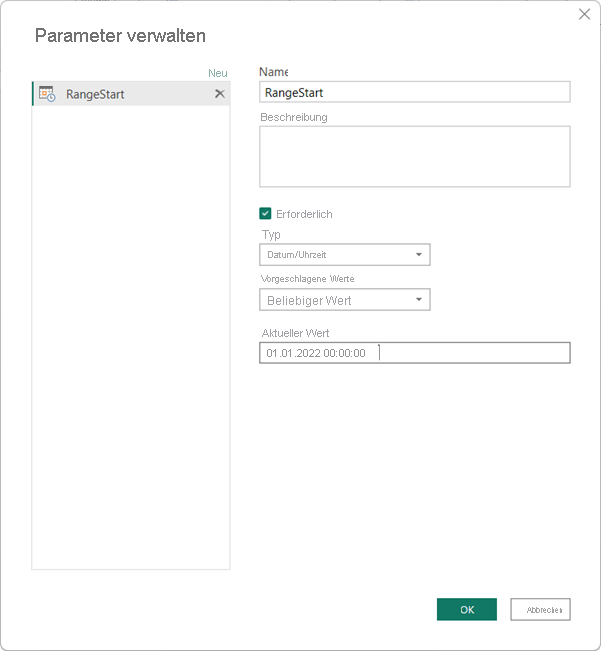 Parameter verwalten
Neu
RangeStart
Name
RangeStart
Beschreibung
Erforderlich
Typ
Datum/Uhrzeit
Vorgeschlagene Werte
Beliebiger Wert
Aktueller Wert
01.01.2022 00:00:00
OK
Abbrechen